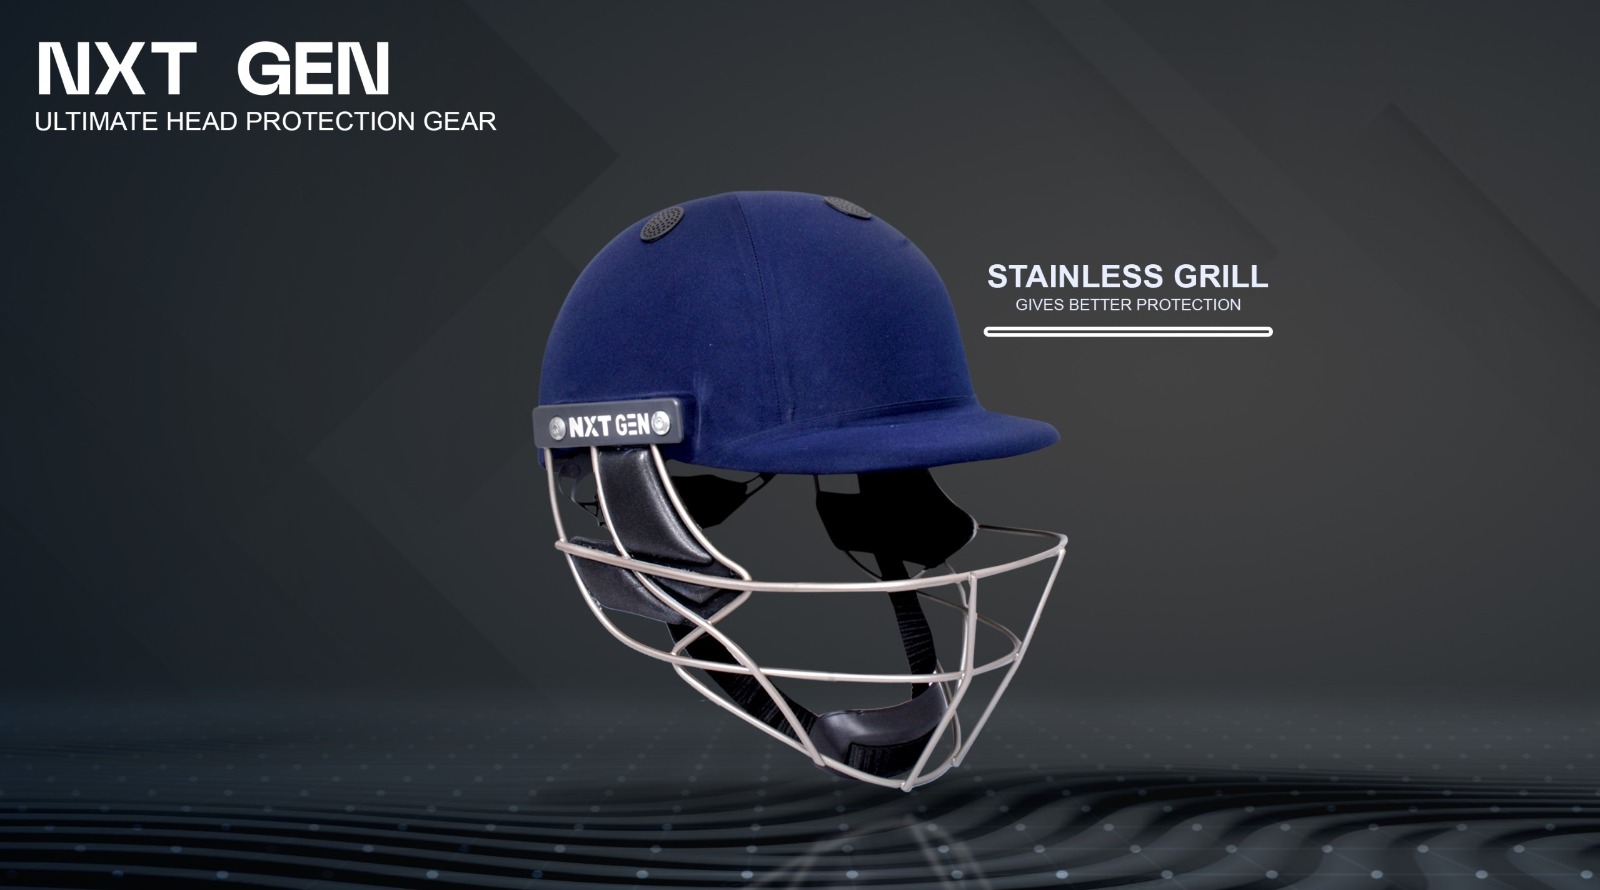 NXT GEN
ULTIMATE HEAD PROTECTION GEAR
STAINLESS GRILL
GIVES BETTER PROTECTION
NXT GEN